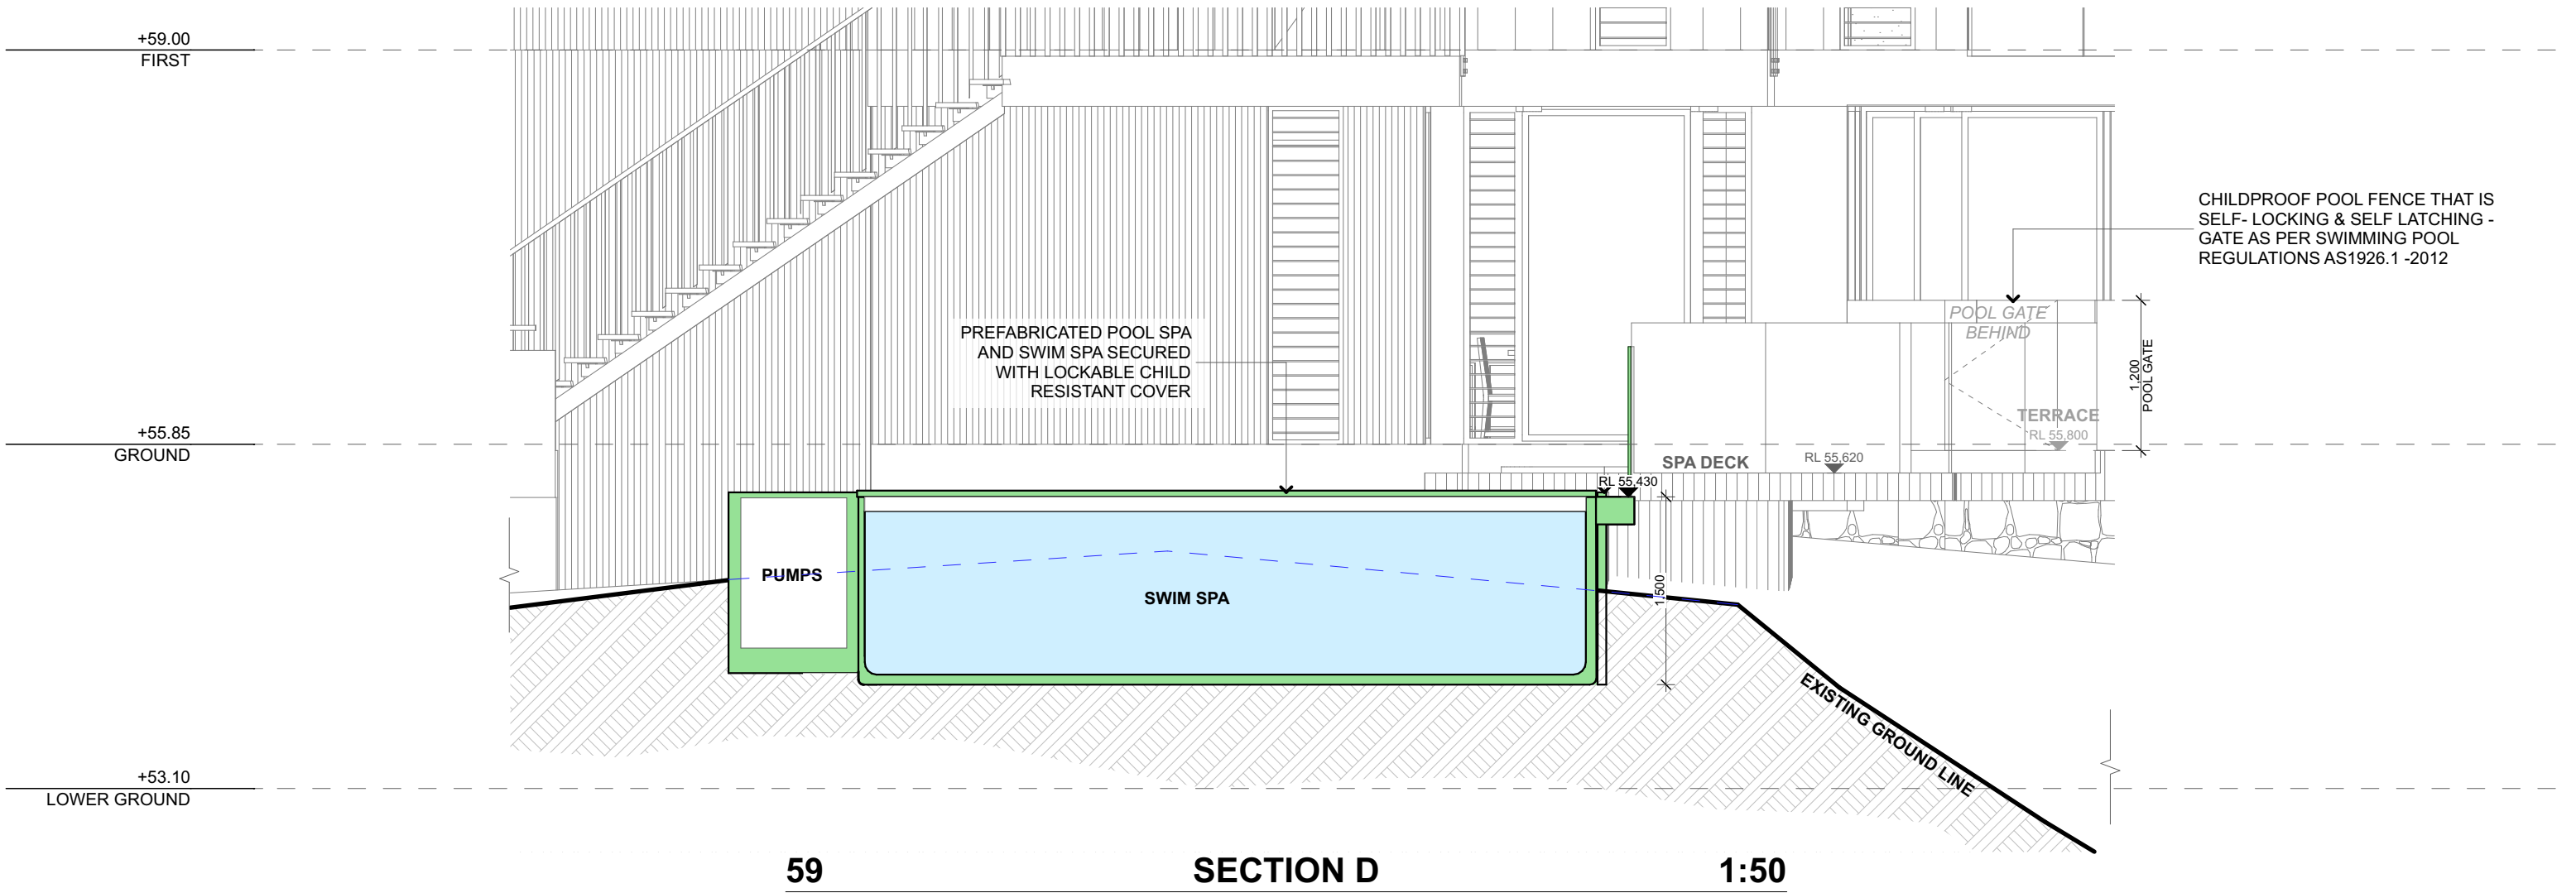 +59.00
FIRST
CHILDPROOF POOL FENCE THAT IS
SELF- LOCKING & SELF LATCHING -
GATE AS PER SWIMMING POOL
REGULATIONS AS1926.1 -2012
POOL GATE
BEHIND
PREFABRICATED POOL SPA
AND SWIM SPA SECURED
WITH LOCKABLE CHILD
RESISTANT COVER
1,200
POOL GATE
TERRACE
RL 55,800
+55.85
GROUND
SPA DECK
RL 55,620
RL 55,430
PUMPS
SWIM SPA
1,500
EXISTING GROUND LINE
+53.10
LOWER GROUND
59 SECTION D 1:50